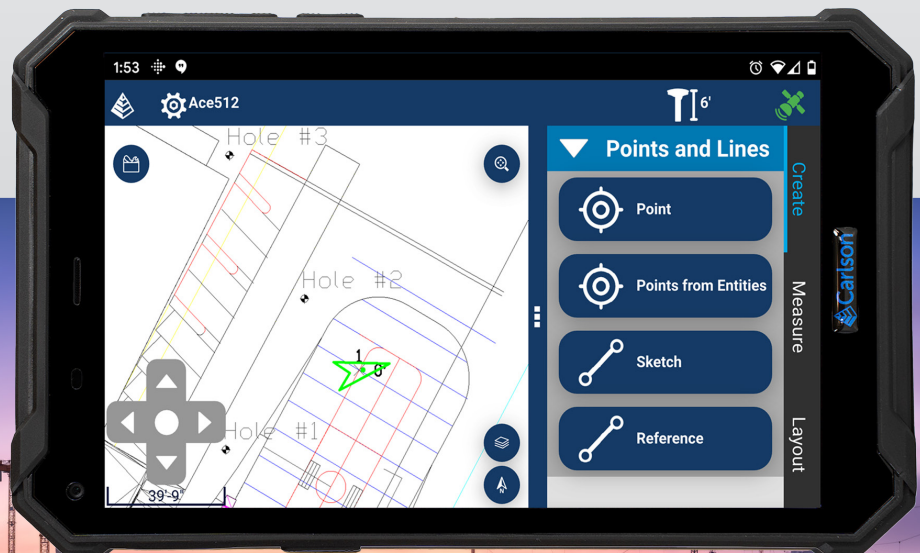 1:53
Ace512
6'
Hole #3
Points and Lines
Create
Point
Hole #2
Points from Entities
Measure
1
0'
Sketch
Hole #1
Reference
Layout
39'-9"
N
Carlson